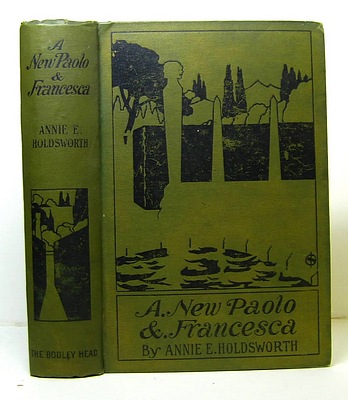 A
New Paolo
&
Francesca
ANNIE E.
HOLDSWORTH
THE BODLEY HEAD
A. New Paolo
&. Francesca
By ANNIE E. HOLDSWORTH